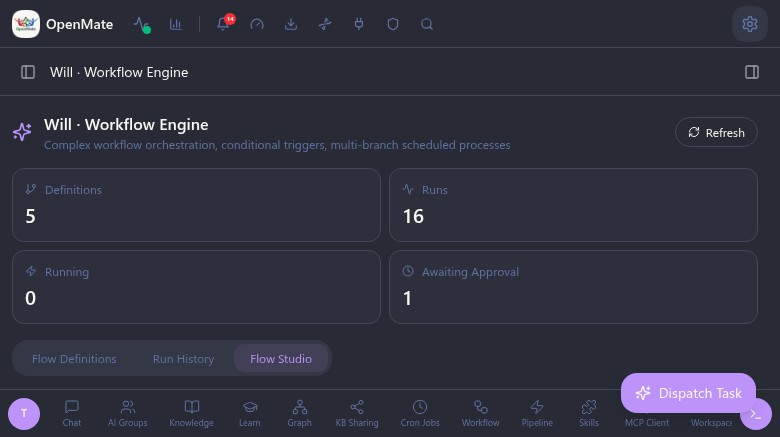 OpenMate
OpenMate
14
Will · Workflow Engine
Will · Workflow Engine
Complex workflow orchestration, conditional triggers, multi-branch scheduled processes
Refresh
Definitions
5
Runs
16
Running
0
Awaiting Approval
1
Flow Definitions
Run History
Flow Studio
Dispatch Task
T
Chat
AI Groups
Knowledge
Learn
Graph
KB Sharing
Cron Jobs
Workflow
Pipeline
Skills
MCP Client
Workspace